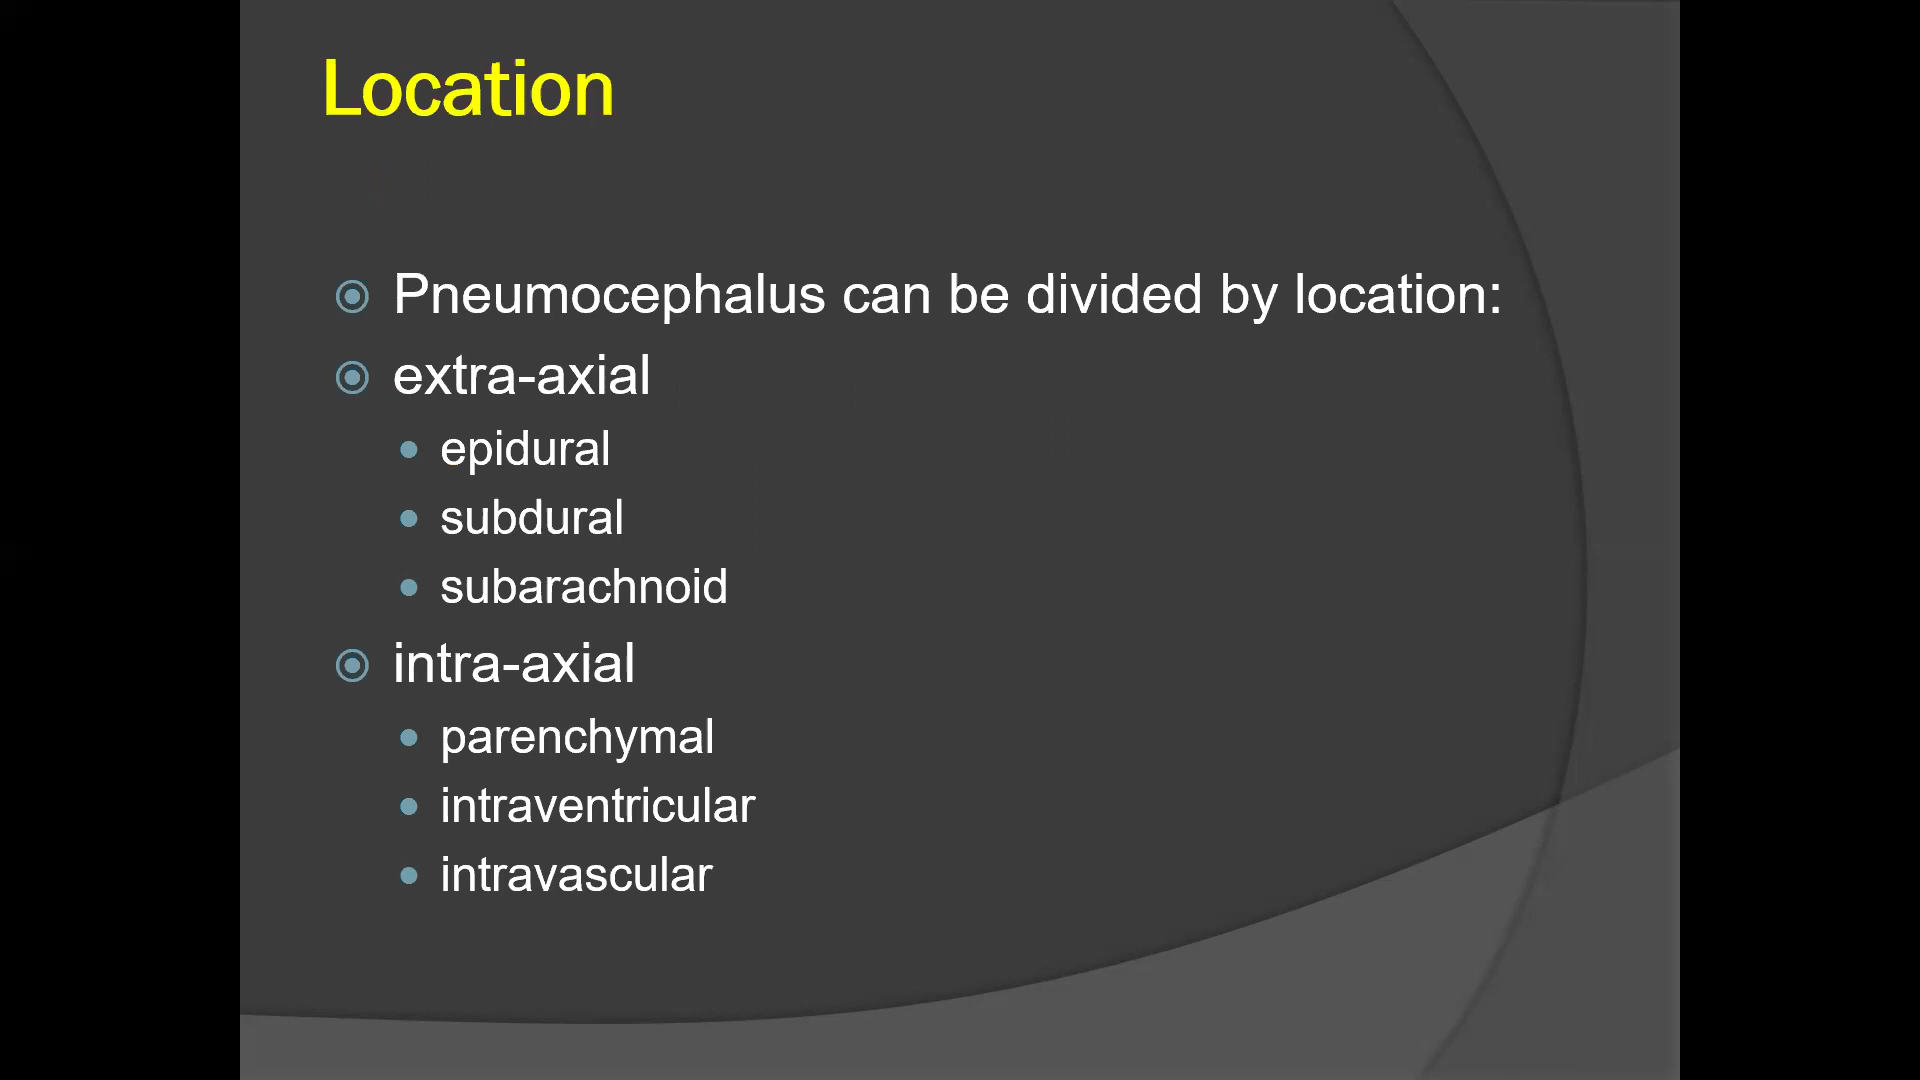 Location
Pneumocephalus can be divided by location:
extra-axial
epidural
subdural
subarachnoid
intra-axial
parenchymal
intraventricular
intravascular